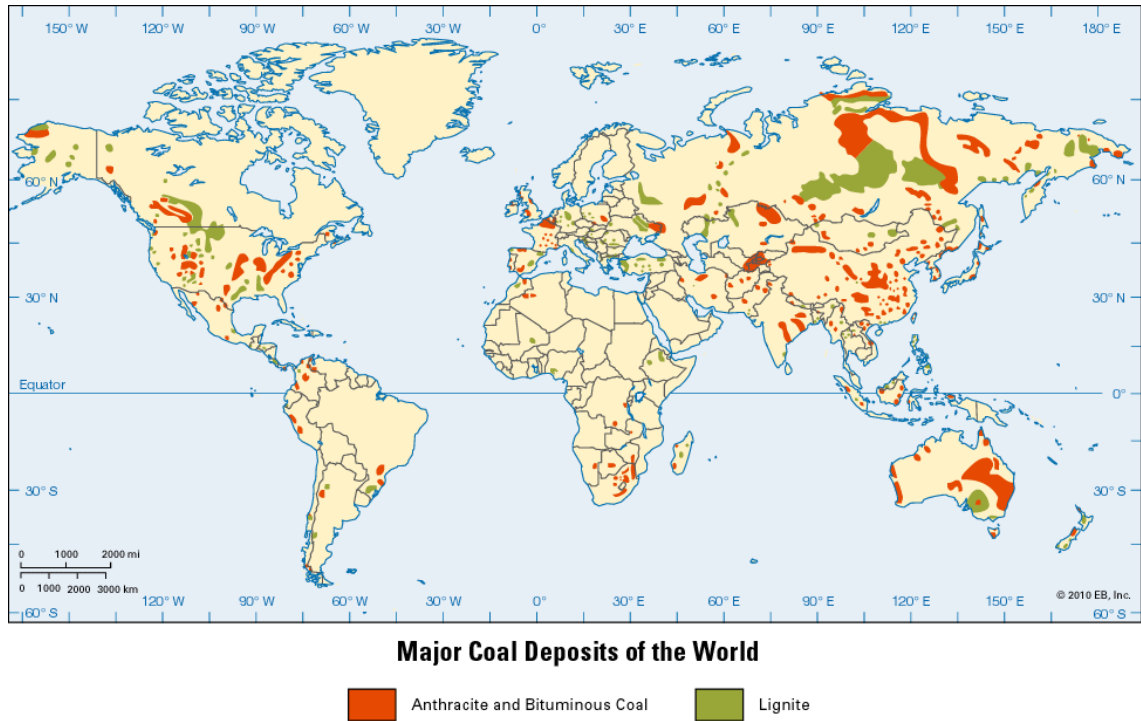 150° W 120° W 90° W 60° W 30° W 0° 30° E 60° E 90° E 120° E 150° E 180° E
60° N 60° N
30° N 30° N
Equator 0°
30° S 30° S
0 1000 2000 mi
0 1000 2000 3000 km
© 2010 EB, Inc.
120° W 90° W 60° W 30° W 0° 30° E 60° E 90° E 120° E 150° E
60° S 60° S
Major Coal Deposits of the World
Anthracite and Bituminous Coal Lignite